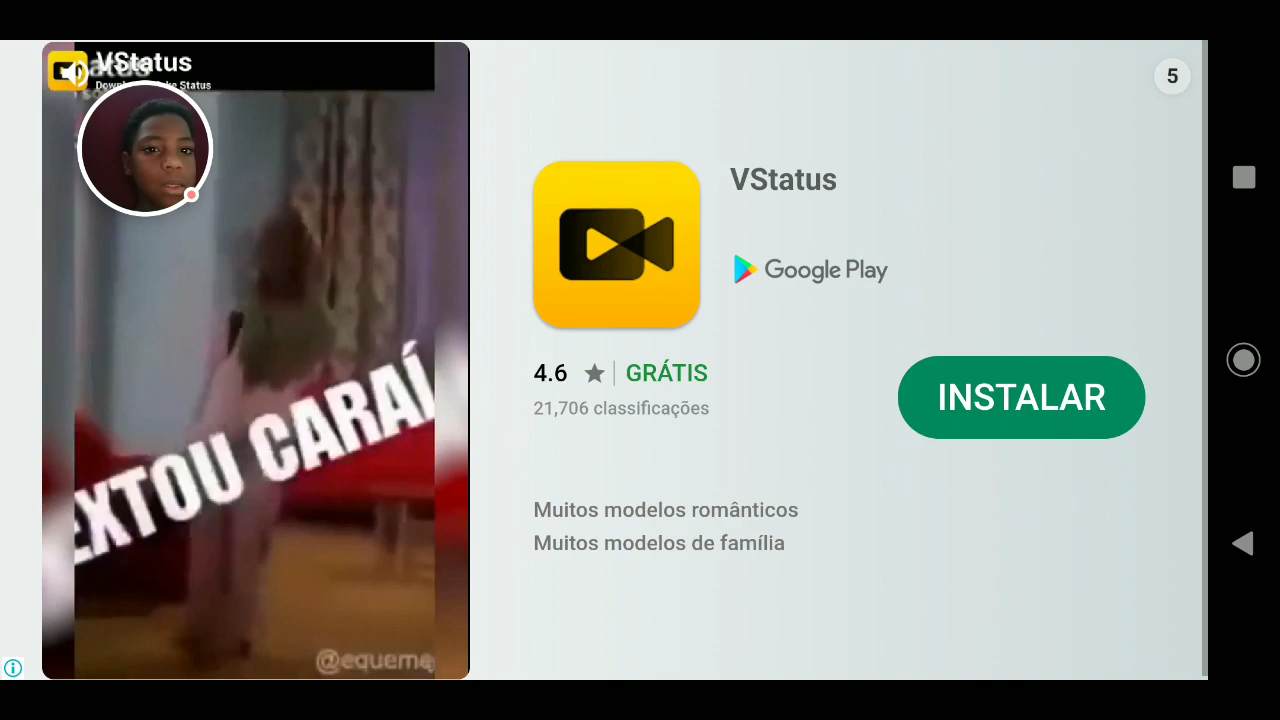 VStatus
Status
EXTOU CARAÍ
@equeme
5
VStatus
Google Play
4.6
GRÁTIS
21,706 classificações
INSTALAR
Muitos modelos românticos
Muitos modelos de família